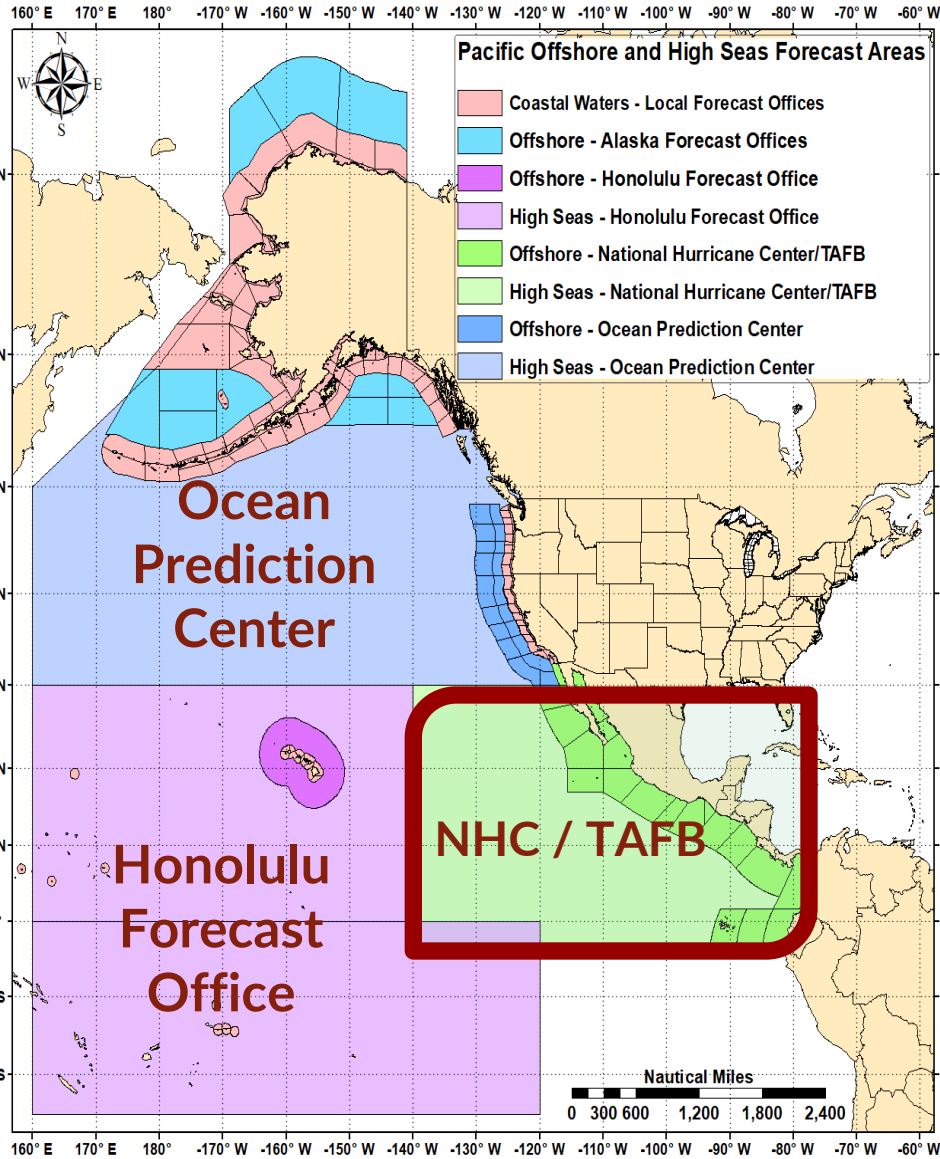 160° E 170° E 180° -170° W -160° W -150° W -140° W -130° W -120° W -110° W -100° W -90° W -80° W -70° W -60° W
N
W E
S
Pacific Offshore and High Seas Forecast Areas
Coastal Waters - Local Forecast Offices
Offshore - Alaska Forecast Offices
Offshore - Honolulu Forecast Office
High Seas - Honolulu Forecast Office
Offshore - National Hurricane Center/TAFB
High Seas - National Hurricane Center/TAFB
Offshore - Ocean Prediction Center
High Seas - Ocean Prediction Center
N
N
N
N
N
N
N
S
S
Ocean
Prediction
Center
NHC / TAFB
Honolulu
Forecast
Office
Nautical Miles
0 300 600 1,200 1,800 2,400
160° E 170° E 180° -170° W -160° W -150° W -140° W -130° W -120° W -110° W -100° W -90° W -80° W -70° W -60° W